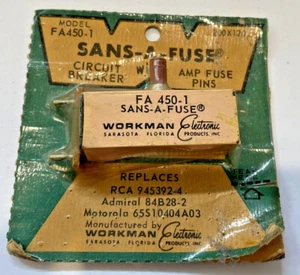 MODEL
FA450-1
SANS-A-FUSE®
CIRCUIT
BREAKER
AMP FUSE
PINS
FA 450-1
SANS-A-FUSE®
WORKMAN Electronic
SARASOTA, FLORIDA PRODUCTS, INC.
REPLACES
RCA 945392-4
Admiral 84B28-2
Motorola 65S10404A03
Manufactured by
WORKMAN Electronic
SARASOTA, FLORIDA PRODUCTS, INC.